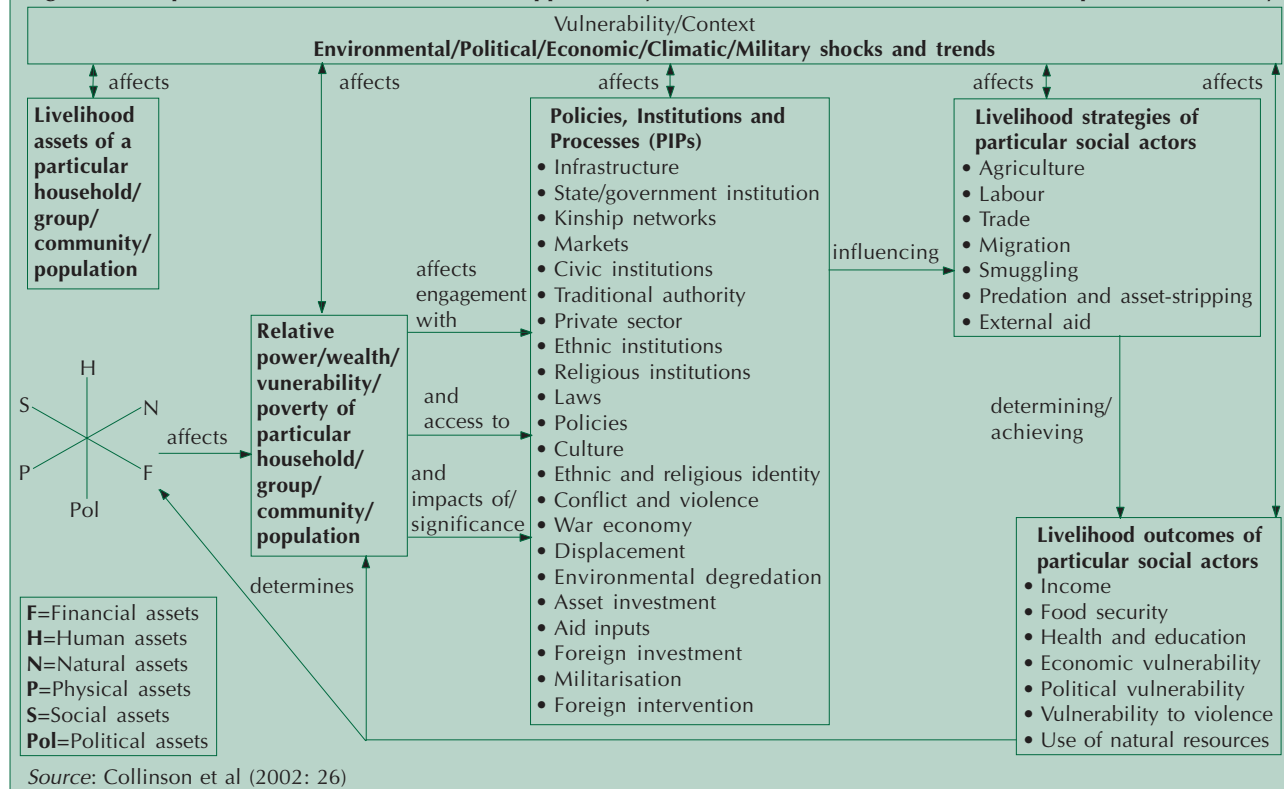 Vulnerability/Context
Environmental/Political/Economic/Climatic/Military shocks and trends
affects
affects
affects
affects
affects
Livelihood
assets of a
particular
household/
group/
community/
population
H
S
N
P
F
Pol
affects
Relative
power/wealth/
vunerability/
poverty of
particular
household/
group/
community/
population
affects
engagement
with
and
access to
and
impacts of/
significance
determines
Policies, Institutions and
Processes (PIPs)
• Infrastructure
• State/government institution
• Kinship networks
• Markets
• Civic institutions
• Traditional authority
• Private sector
• Ethnic institutions
• Religious institutions
• Laws
• Policies
• Culture
• Ethnic and religious identity
• Conflict and violence
• War economy
• Displacement
• Environmental degredation
• Asset investment
• Aid inputs
• Foreign investment
• Militarisation
• Foreign intervention
influencing
Livelihood strategies of
particular social actors
• Agriculture
• Labour
• Trade
• Migration
• Smuggling
• Predation and asset-stripping
• External aid
determining/
achieving
Livelihood outcomes of
particular social actors
• Income
• Food security
• Health and education
• Economic vulnerability
• Political vulnerability
• Vulnerability to violence
• Use of natural resources
F=Financial assets
H=Human assets
N=Natural assets
P=Physical assets
S=Social assets
Pol=Political assets
Source: Collinson et al (2002: 26)